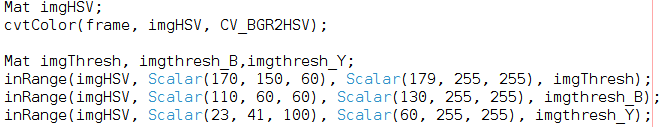 Mat imgHSV;
cvtColor(frame, imgHSV, CV_BGR2HSV);
Mat imgThresh, imgthresh_B,imgthresh_Y;
inRange(imgHSV, Scalar(170, 150, 60), Scalar(179, 255, 255), imgThresh);
inRange(imgHSV, Scalar(110, 60, 60), Scalar(130, 255, 255), imgthresh_B);
inRange(imgHSV, Scalar(23, 41, 100), Scalar(60, 255, 255), imgthresh_Y);